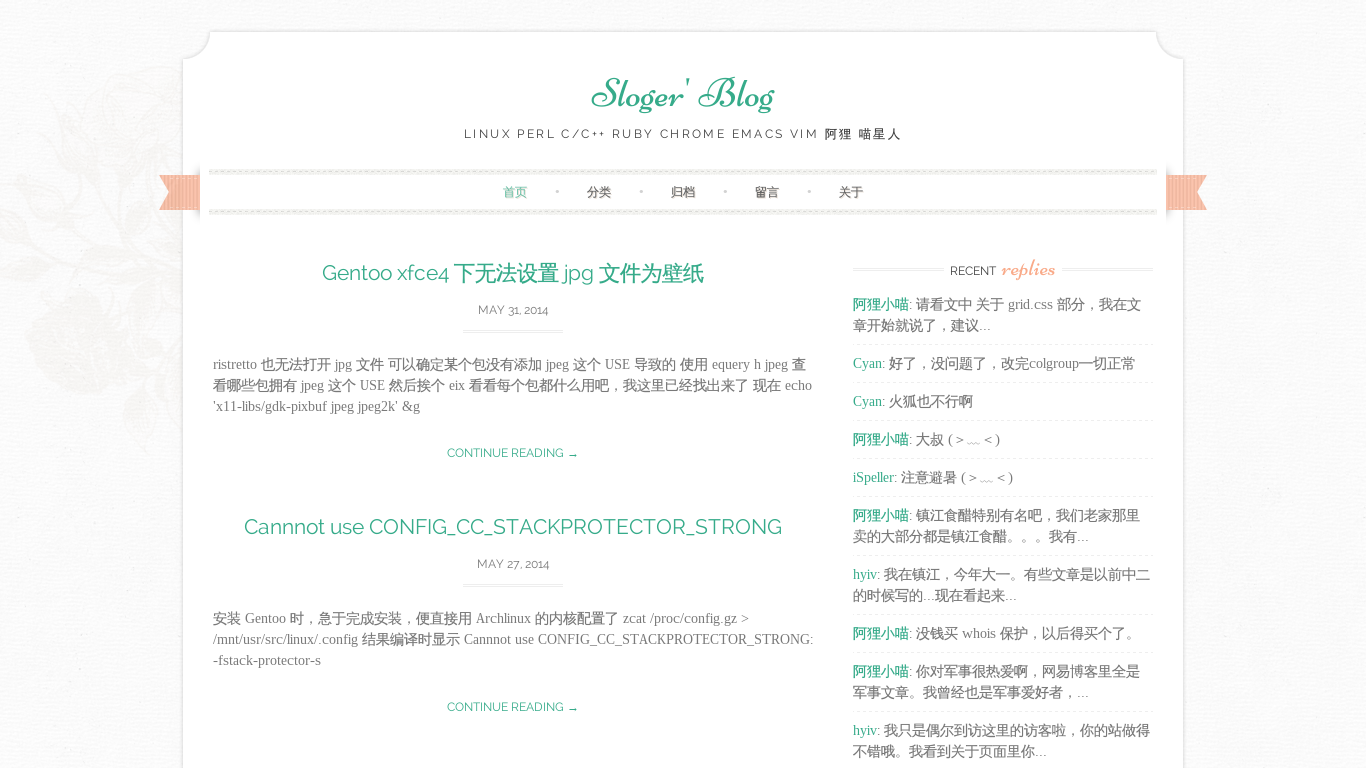 Sloger' Blog
LINUX PERL C/C++ RUBY CHROME EMACS VIM 阿狸 喵星人
首页 • 分类 • 归档 • 留言 • 关于
Gentoo xfce4 下无法设置 jpg 文件为壁纸
MAY 31, 2014
ristretto 也无法打开 jpg 文件 可以确定某个包没有添加 jpeg 这个 USE 导致的 使用 equery h jpeg 查
看哪些包拥有 jpeg 这个 USE 然后挨个 eix 看看每个包都什么用吧，我这里已经找出来了 现在 echo
'x11-libs/gdk-pixbuf jpeg jpeg2k' &g
CONTINUE READING →
Cannnot use CONFIG_CC_STACKPROTECTOR_STRONG
MAY 27, 2014
安装 Gentoo 时，急于完成安装，便直接用 Archlinux 的内核配置了 zcat /proc/config.gz >
/mnt/usr/src/linux/.config 结果编译时显示 Cannnot use CONFIG_CC_STACKPROTECTOR_STRONG:
-fstack-protector-s
CONTINUE READING →
RECENT replies
阿狸小喵: 请看文中 关于 grid.css 部分，我在文
章开始就说了，建议...
Cyan: 好了，没问题了，改完colgroup一切正常
Cyan: 火狐也不行啊
阿狸小喵: 大叔 (＞﹏＜)
iSpeller: 注意避暑 (＞﹏＜)
阿狸小喵: 镇江食醋特别有名吧，我们老家那里
卖的大部分都是镇江食醋。。。我有...
hyiv: 我在镇江，今年大一。有些文章是以前中二
的时候写的...现在看起来...
阿狸小喵: 没钱买 whois 保护，以后得买个了。
阿狸小喵: 你对军事很热爱啊，网易博客里全是
军事文章。我曾经也是军事爱好者，...
hyiv: 我只是偶尔到访这里的访客啦，你的站做得
不错哦。我看到关于页面里你...